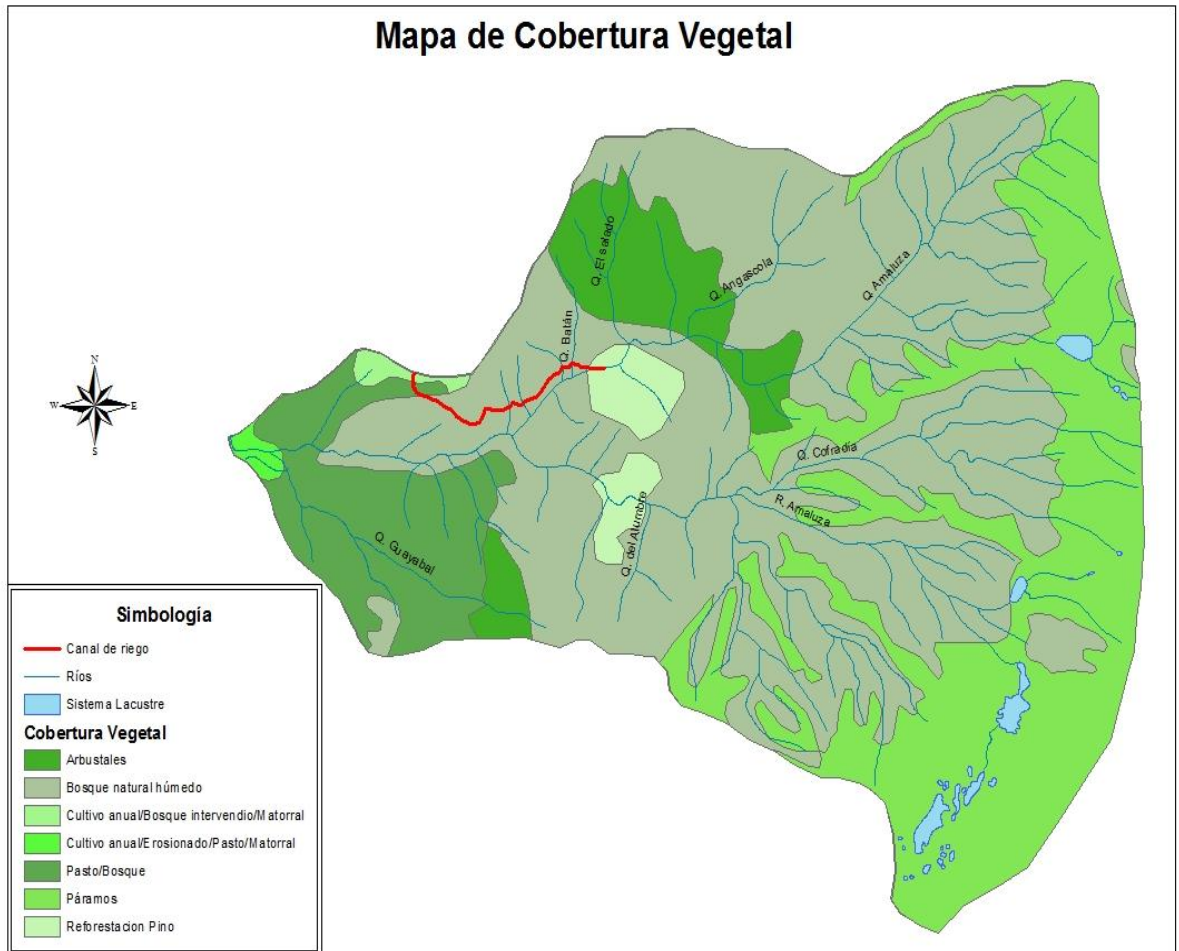 Mapa de Cobertura Vegetal
Q. El salado
Q. Angascola
Q. Amaluza
Q. Batán
N
W
E
S
Q. Cofradía
R. Amaluza
Q. del Alumbre
Q. Guayabal
Simbología
Canal de riego
Ríos
Sistema Lacustre
Cobertura Vegetal
Arbustales
Bosque natural húmedo
Cultivo anual/Bosque intervendio/Matorral
Cultivo anual/Erosionado/Pasto/Matorral
Pasto/Bosque
Páramos
Reforestacion Pino